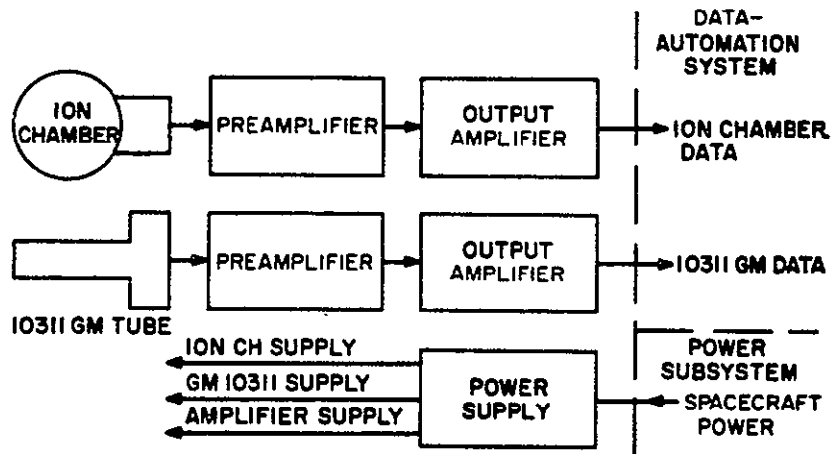 DATA-
AUTOMATION
SYSTEM
ION
CHAMBER
PREAMPLIFIER
OUTPUT
AMPLIFIER
ION CHAMBER
DATA
PREAMPLIFIER
OUTPUT
AMPLIFIER
10311 GM DATA
10311 GM TUBE
ION CH SUPPLY
GM 10311 SUPPLY
AMPLIFIER SUPPLY
POWER
SUPPLY
POWER
SUBSYSTEM
SPACECRAFT
POWER